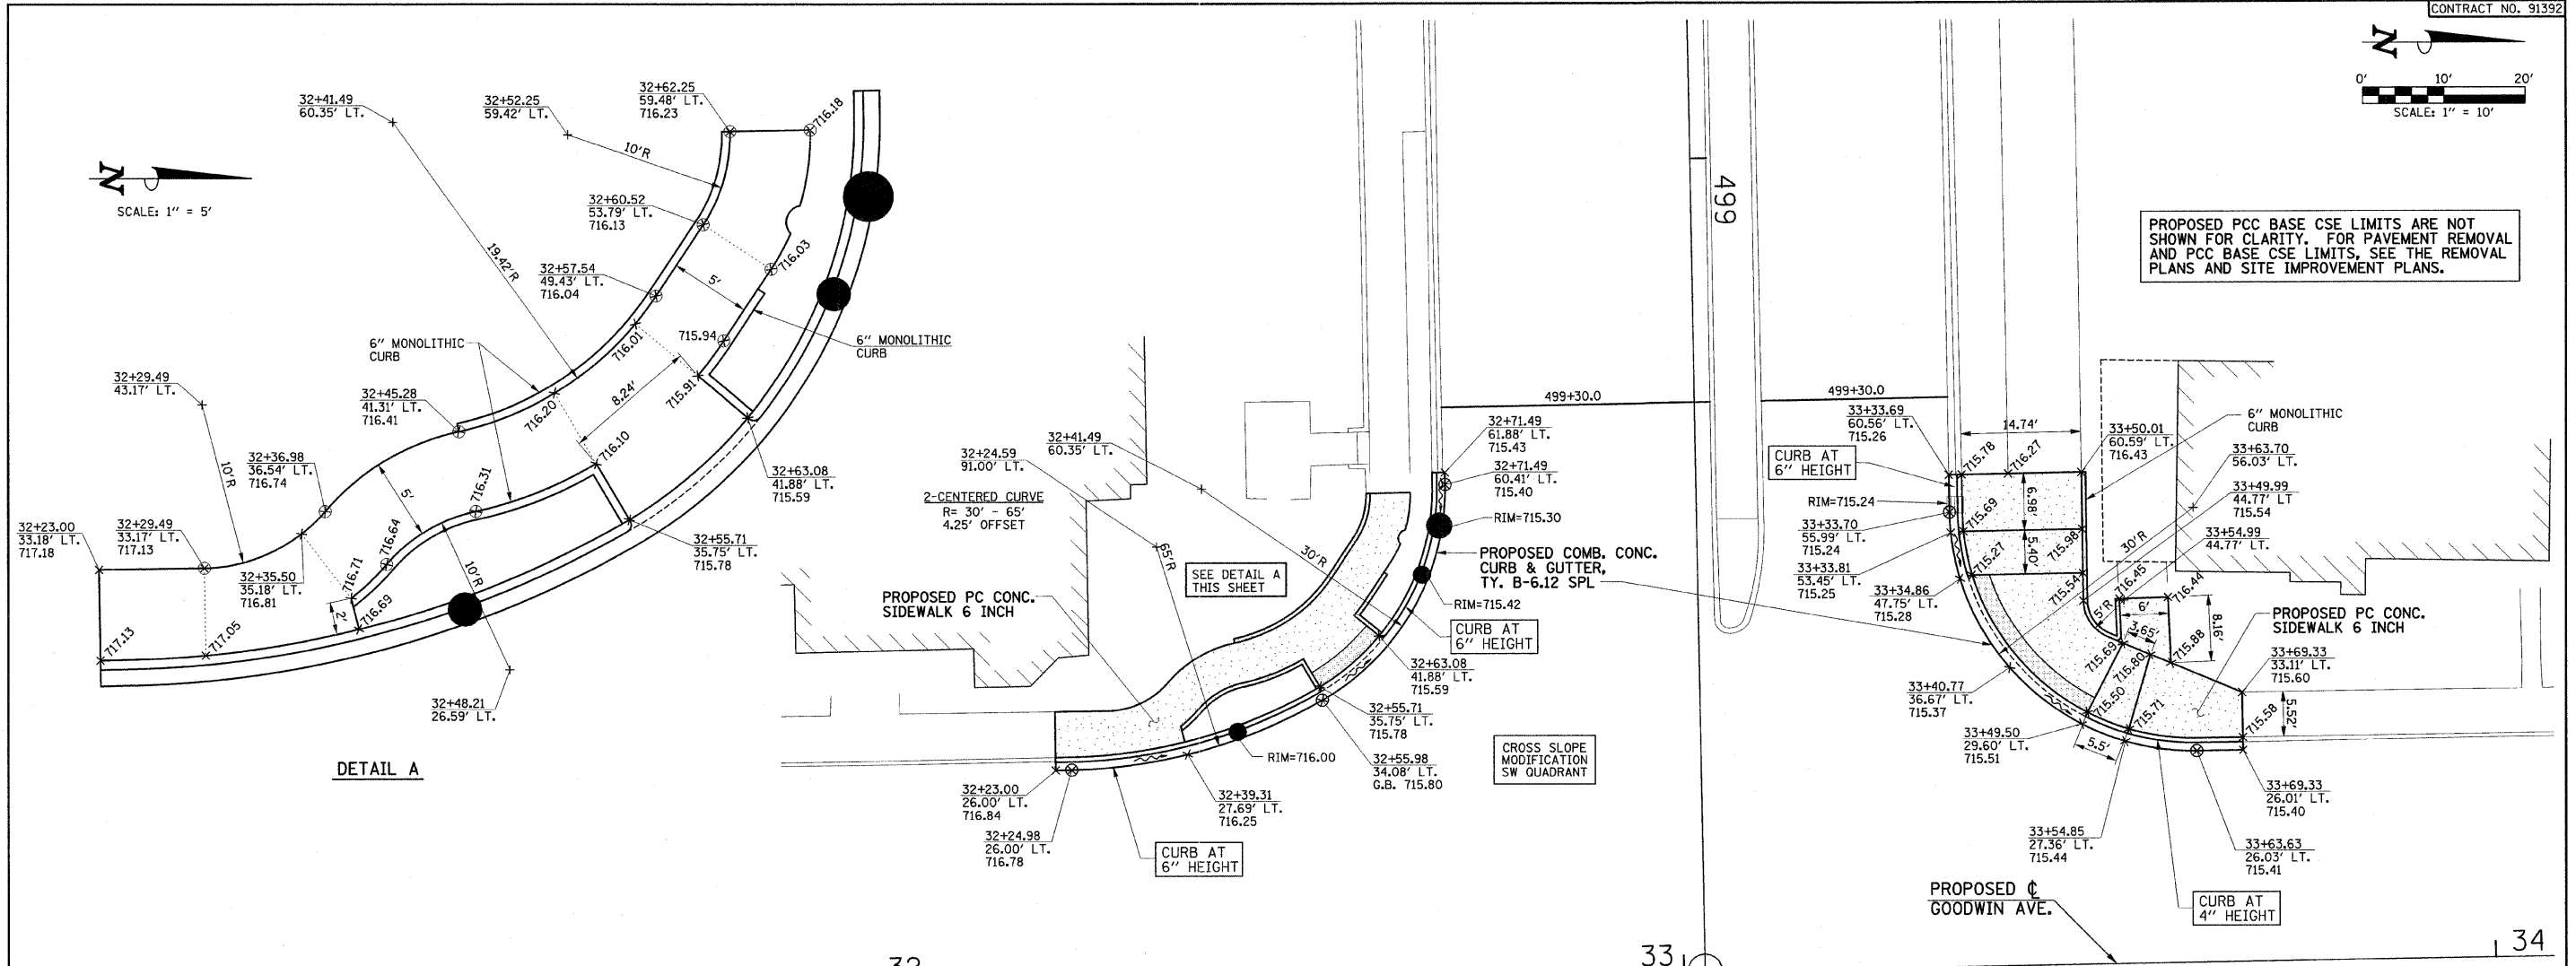 CONTRACT NO. 91392
N
0' 10' 20'
SCALE: 1" = 10'
N
SCALE: 1" = 5'
32+41.49
60.35' LT.
32+52.25
59.42' LT.
32+62.25
59.48' LT.
716.23
716.18
10'R
32+60.52
53.79' LT.
716.13
716.03
19.42'R
32+57.54
49.43' LT.
716.04
5'
715.94
716.01
6" MONOLITHIC
CURB
6" MONOLITHIC
CURB
715.91
8.24'
32+29.49
43.17' LT.
32+45.28
41.31' LT.
716.41
716.20
716.10
10'R
32+36.98
36.54' LT.
716.74
5'
716.31
32+63.08
41.88' LT.
715.59
32+23.00
33.18' LT.
717.18
32+29.49
33.17' LT.
717.13
716.64
32+55.71
35.75' LT.
715.78
32+35.50
35.18' LT.
716.81
716.71
10'R
2'
716.69
717.13
717.05
32+48.21
26.59' LT.
DETAIL A
499
499+30.0
499+30.0
32+41.49
60.35' LT.
32+24.59
91.00' LT.
2-CENTERED CURVE
R= 30' - 65'
4.25' OFFSET
65'R
30'R
32+71.49
61.88' LT.
715.43
32+71.49
60.41' LT.
715.40
RIM=715.30
SEE DETAIL A
THIS SHEET
PROPOSED COMB. CONC.
CURB & GUTTER,
TY. B-6.12 SPL
PROPOSED PC CONC.
SIDEWALK 6 INCH
RIM=715.42
CURB AT
6" HEIGHT
32+63.08
41.88' LT.
715.59
32+55.71
35.75' LT.
715.78
RIM=716.00
32+55.98
34.08' LT.
G.B. 715.80
CROSS SLOPE
MODIFICATION
SW QUADRANT
32+23.00
26.00' LT.
716.84
32+39.31
27.69' LT.
716.25
32+24.98
26.00' LT.
716.78
CURB AT
6" HEIGHT
PROPOSED PCC BASE CSE LIMITS ARE NOT
SHOWN FOR CLARITY. FOR PAVEMENT REMOVAL
AND PCC BASE CSE LIMITS, SEE THE REMOVAL
PLANS AND SITE IMPROVEMENT PLANS.
33+33.69
60.56' LT.
715.26
14.74'
33+50.01
60.59' LT.
716.43
6" MONOLITHIC
CURB
CURB AT
6" HEIGHT
715.78
716.27
33+63.70
56.03' LT.
RIM=715.24
6.98'
33+49.99
44.77' LT
715.54
33+33.70
55.99' LT.
715.24
715.69
33+54.99
44.77' LT.
30'R
33+33.81
53.45' LT.
715.25
715.27
5.40'
715.98
33+34.86
47.75' LT.
715.28
715.54
716.45
716.44
5'R
6'
8.16'
3.65'
PROPOSED PC CONC.
SIDEWALK 6 INCH
715.69
715.80
715.88
33+69.33
33.11' LT.
715.60
33+40.77
36.67' LT.
715.37
715.50
715.71
5.52'
715.58
33+49.50
29.60' LT.
715.51
5.5'
33+69.33
26.01' LT.
715.40
33+54.85
27.36' LT.
715.44
33+63.63
26.03' LT.
715.41
PROPOSED ℄
GOODWIN AVE.
CURB AT
4" HEIGHT
32
33
34